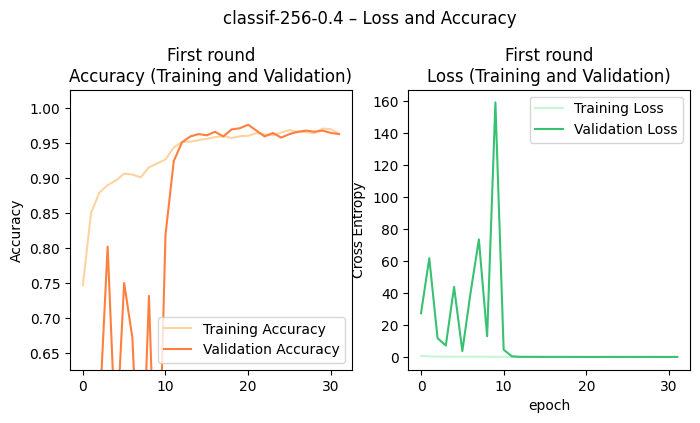 classif-256-0.4 – Loss and Accuracy
First round
Accuracy (Training and Validation)
Accuracy
1.00
0.95
0.90
0.85
0.80
0.75
0.70
0.65
0
10
20
30
Training Accuracy
Validation Accuracy
First round
Loss (Training and Validation)
Cross Entropy
160
140
120
100
80
60
40
20
0
0
10
20
30
epoch
Training Loss
Validation Loss